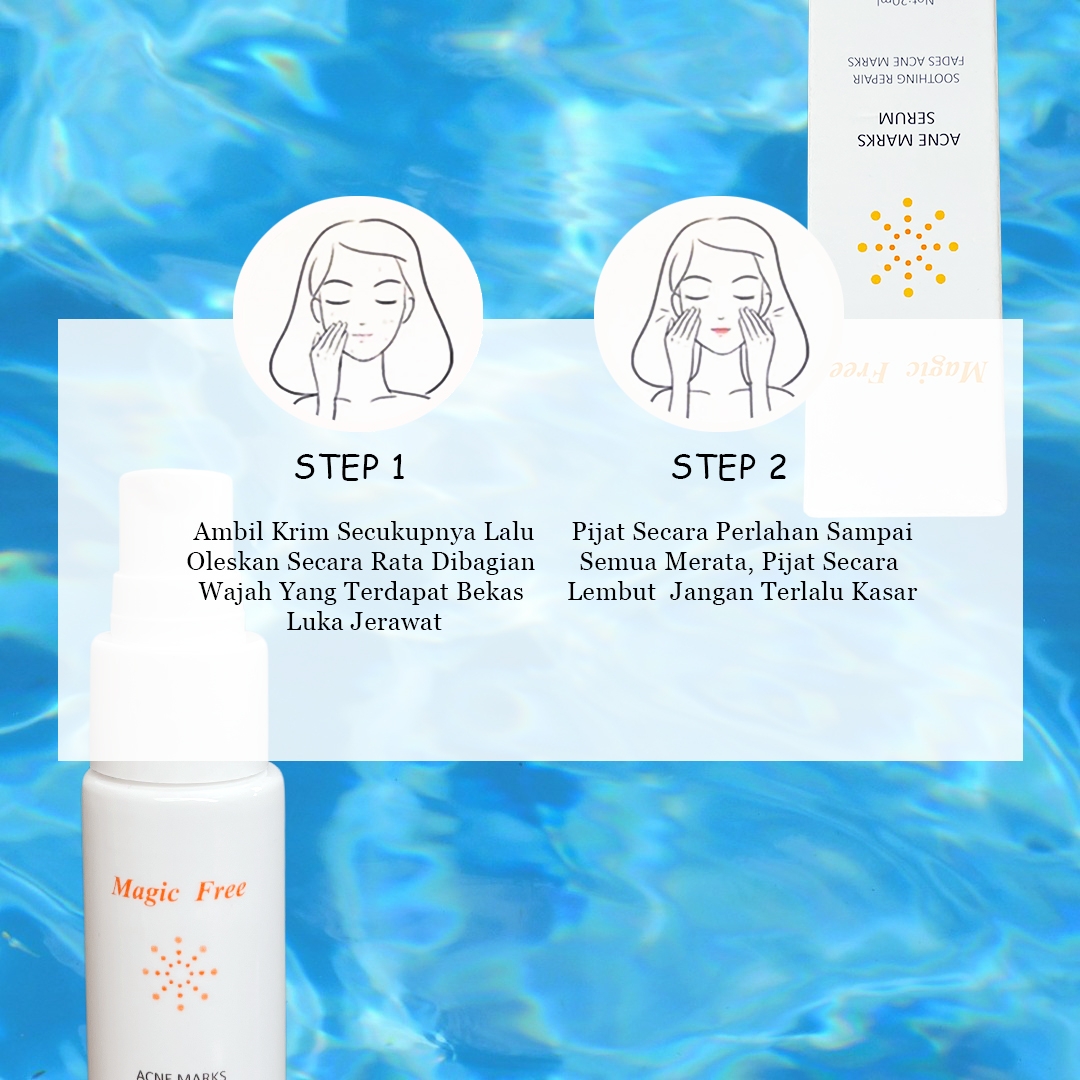 Net:20ml
FADES ACNE MARKS
SOOTHING REPAIR
SERUM
ACNE MARKS
Magic Free
STEP 1
Ambil Krim Secukupnya Lalu
Oleskan Secara Rata Dibagian
Wajah Yang Terdapat Bekas
Luka Jerawat
STEP 2
Pijat Secara Perlahan Sampai
Semua Merata, Pijat Secara
Lembut Jangan Terlalu Kasar
Magic Free
ACNE MARKS